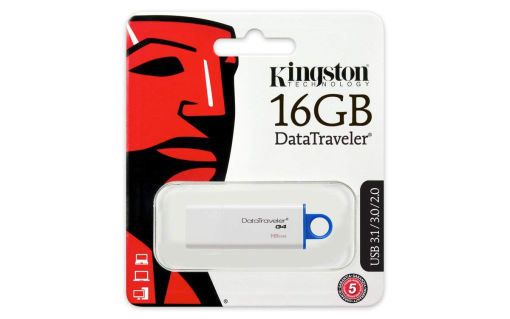 Kingston®
TECHNOLOGY
16GB
DataTraveler®
DataTraveler®
G4
16GB
USB 3.1 / 3.0 / 2.0
5